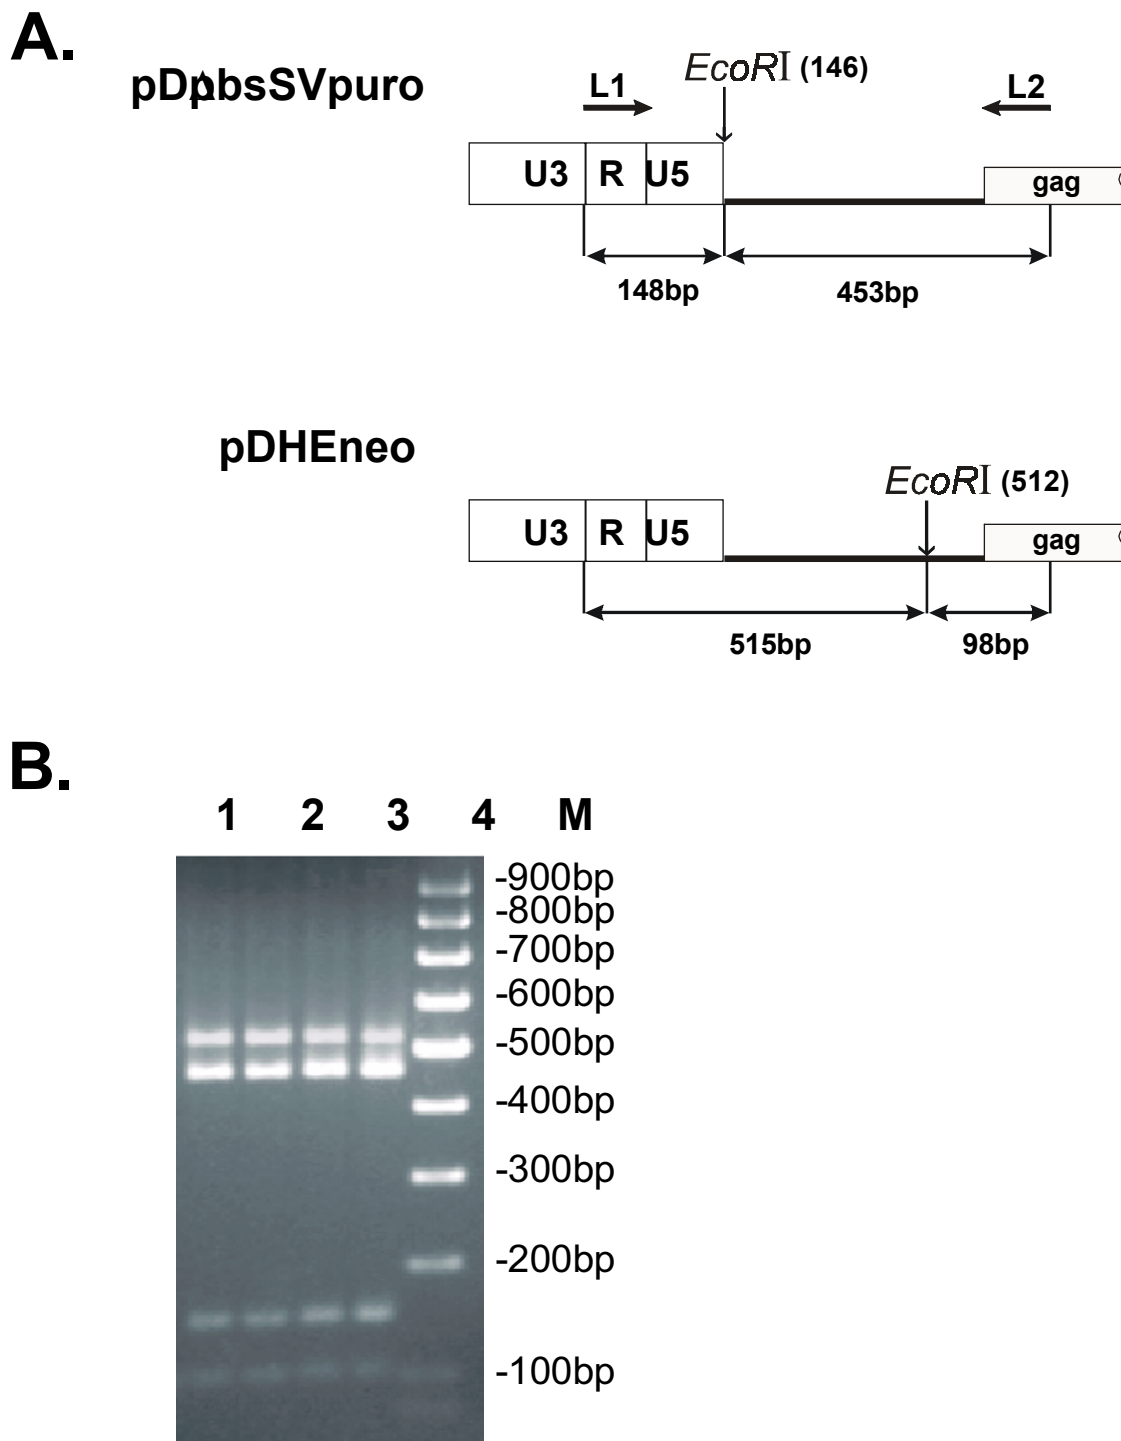 A.
pDΔpbsSVpuro
EcoRI (146)
L1
L2
U3 R U5
gag
148bp
453bp
pDHEneo
EcoRI (512)
U3 R U5
gag
515bp
98bp
B.
1 2 3 4 M
-900bp
-800bp
-700bp
-600bp
-500bp
-400bp
-300bp
-200bp
-100bp